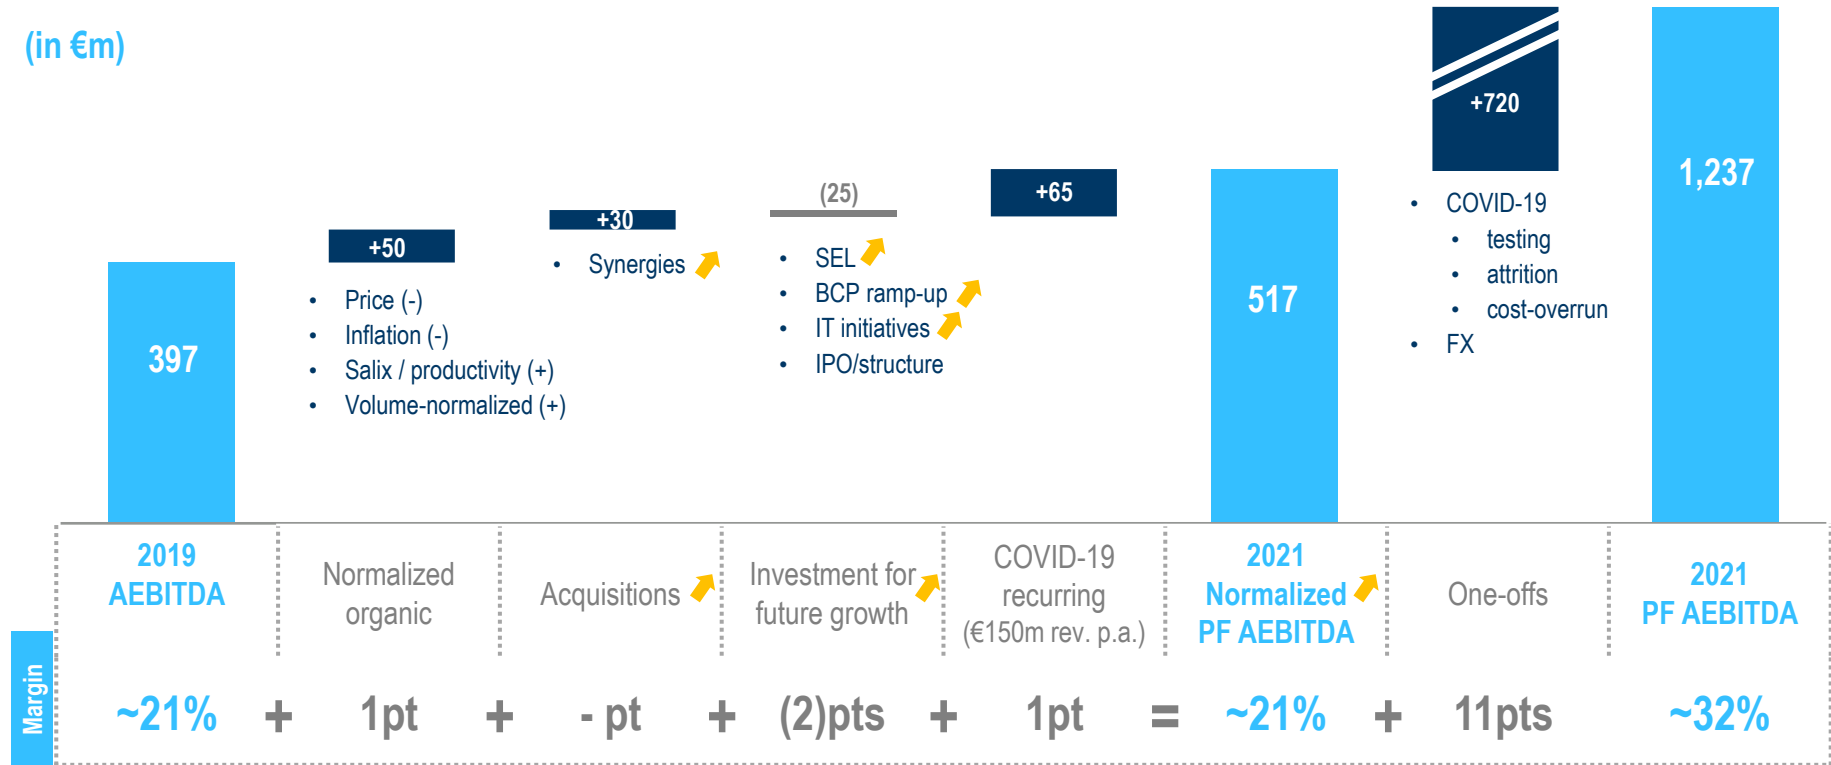 (in €m)
397
+50
• Price (-)
• Inflation (-)
• Salix / productivity (+)
• Volume-normalized (+)
+30
• Synergies
(25)
• SEL
• BCP ramp-up
• IT initiatives
• IPO/structure
+65
517
+720
• COVID-19
• testing
• attrition
• cost-overrun
• FX
1,237
2019
AEBITDA
Normalized
organic
Acquisitions
Investment for
future growth
COVID-19
recurring
(€150m rev. p.a.)
2021
Normalized
PF AEBITDA
One-offs
2021
PF AEBITDA
Margin
~21% + 1pt + - pt + (2)pts + 1pt = ~21% + 11pts ~32%